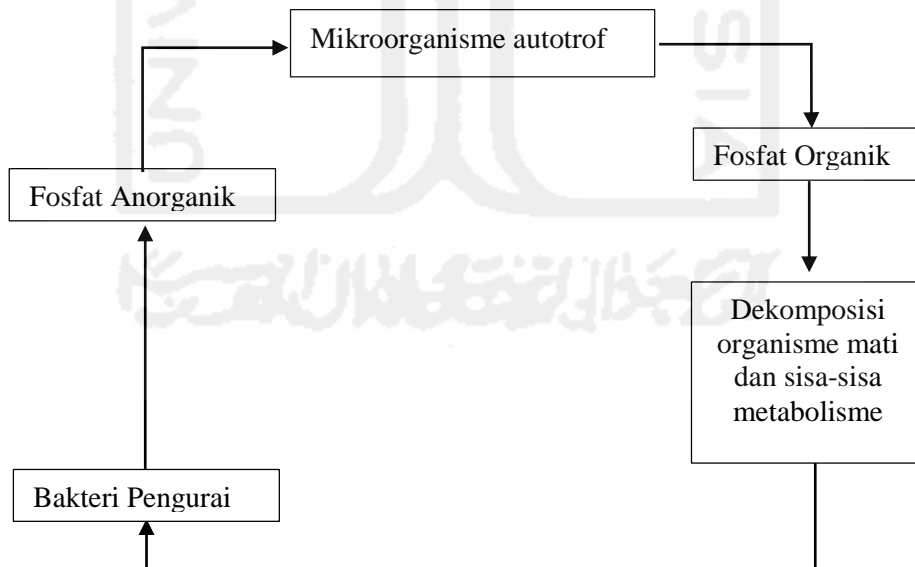 Mikroorganisme autotrof
Fosfat Organik
Fosfat Anorganik
Dekomposisi
organisme mati
dan sisa-sisa
metabolisme
Bakteri Pengurai